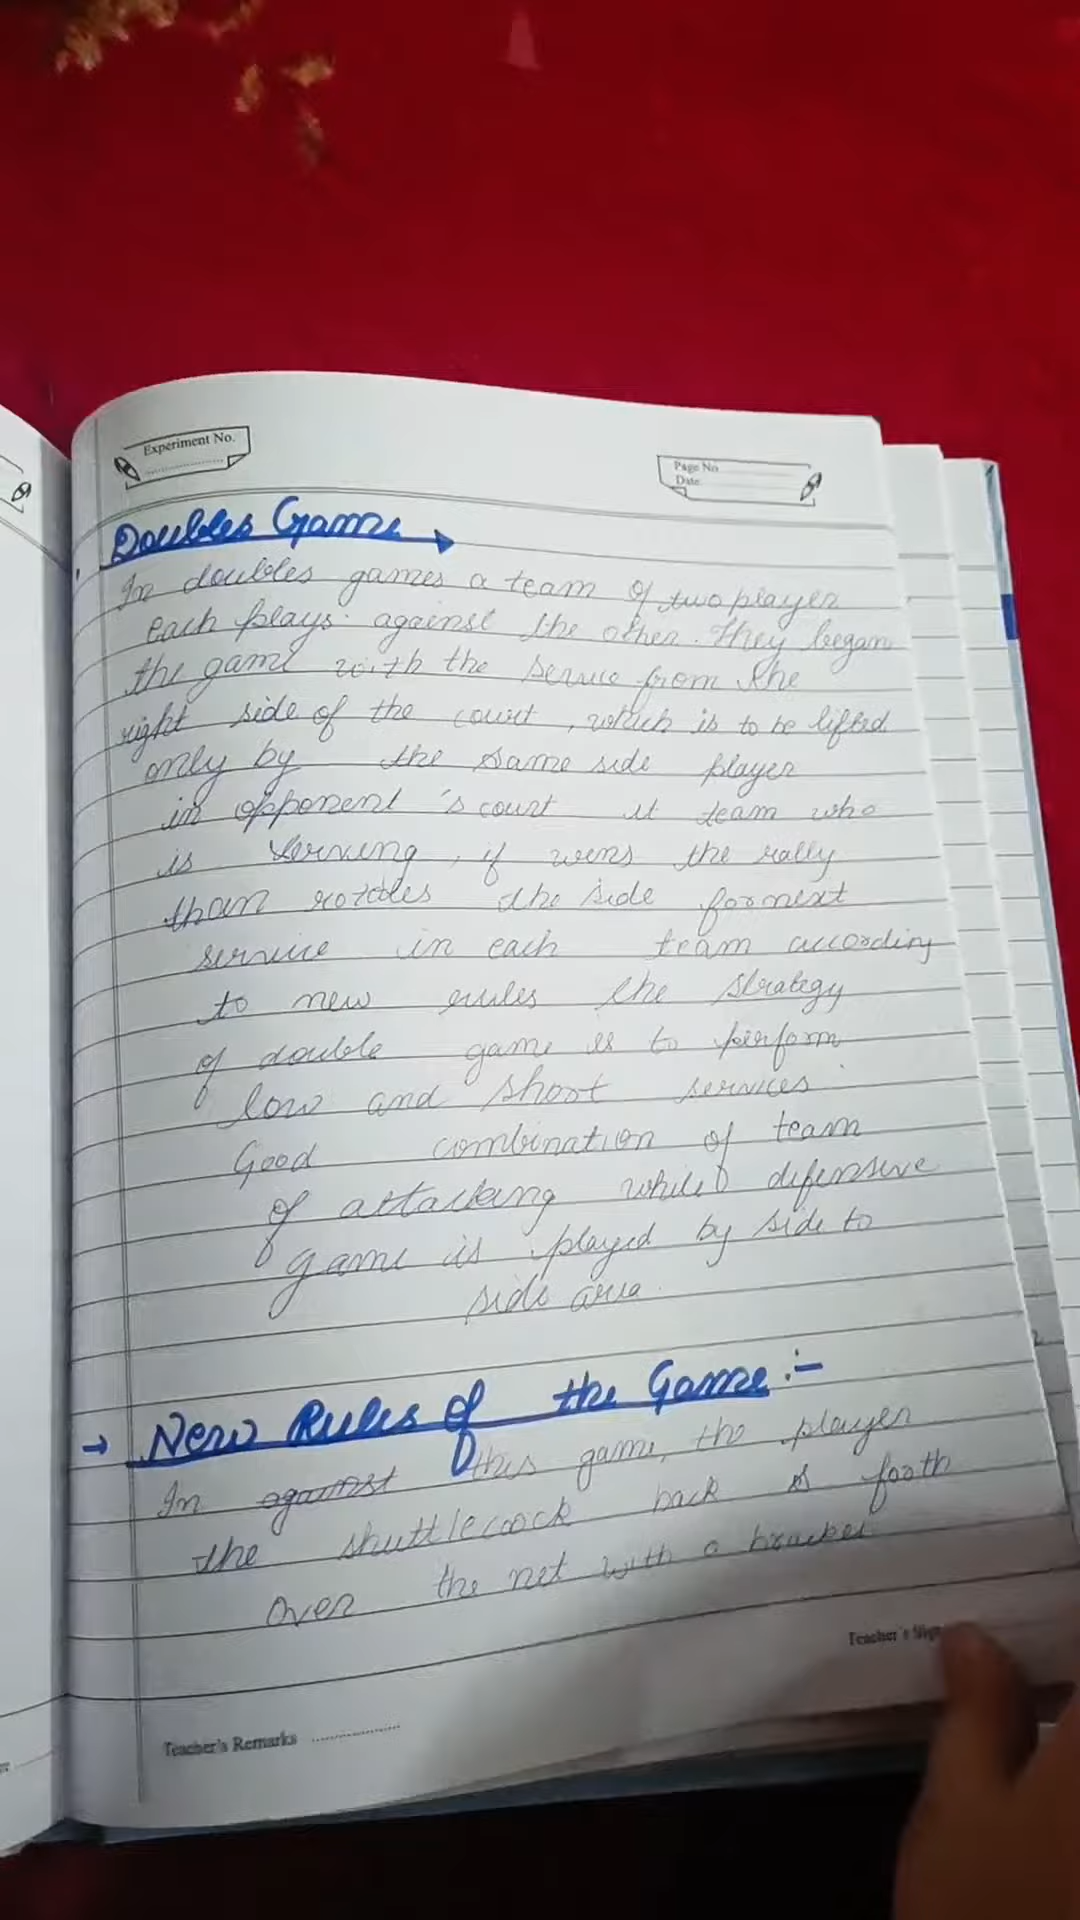 Experiment No.
Page No
Date
Doubles Game
In doubles games a team of two player
each plays against the other. They began
the game with the service from the
right side of the court, which is to be lifted
only by the same side player
in opponent's court it team who
is serving, if wins the rally
than rotates the side for next
service in each team according
to new rules the strategy
of double game is to perform
low and short services
Good combination of team
of attacking while defensive
game is played by side to
side area
→ New Rules of the Game :-
In against this game, the player
the shuttlecock back & forth
over the net with a
Teacher's Sign
Teacher's Remarks